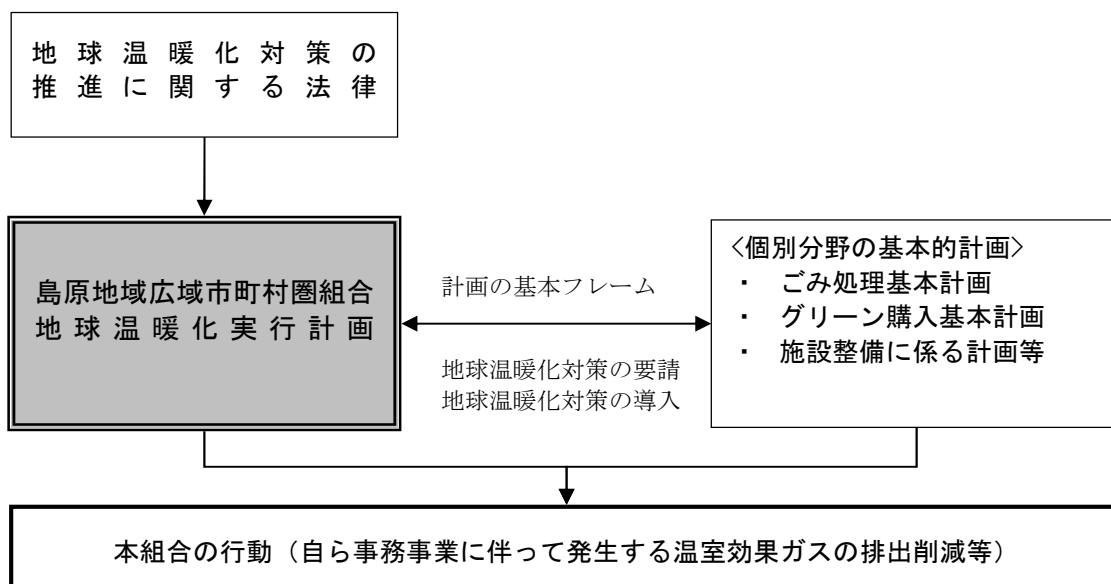 地球温暖化対策の
推進に関する法律
島原地域広域市町村圏組合
地球温暖化実行計画
計画の基本フレーム
地球温暖化対策の要請
地球温暖化対策の導入
<個別分野の基本的計画>
・ ごみ処理基本計画
・ グリーン購入基本計画
・ 施設整備に係る計画等
本組合の行動（自ら事務事業に伴って発生する温室効果ガスの排出削減等）